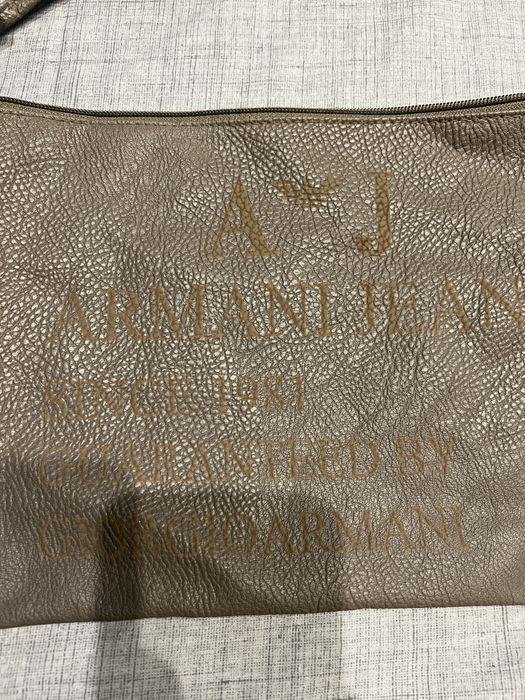 A J
ARMANI JEAN
SINCE 1981
GUARANTEED BY
GIORGIO ARMANI